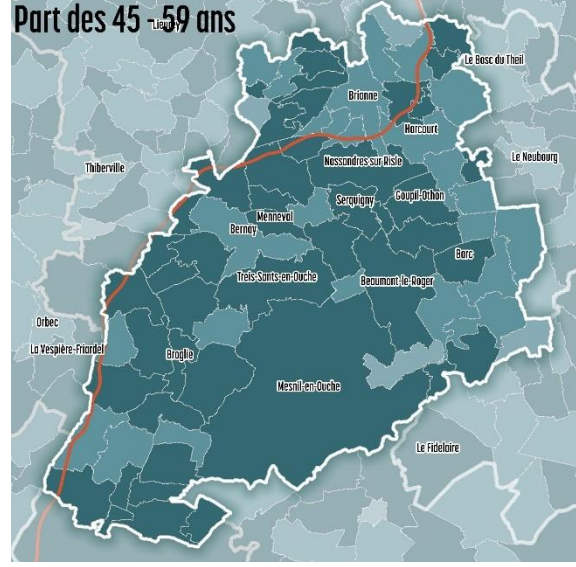 Part des 45 - 59 ans
Lieurey
Le Bosc du Theil
Brionne
Harcourt
Le Neubourg
Nassandres sur Risle
Thiberville
Serquigny
Goupil-Othon
Menneval
Bernay
Barc
Treis-Sants-en-Ouche
Beaumont-le-Roger
Orbec
La Vespière-Friardel
Broglie
Mesnil-en-Ouche
Le Fidelaire